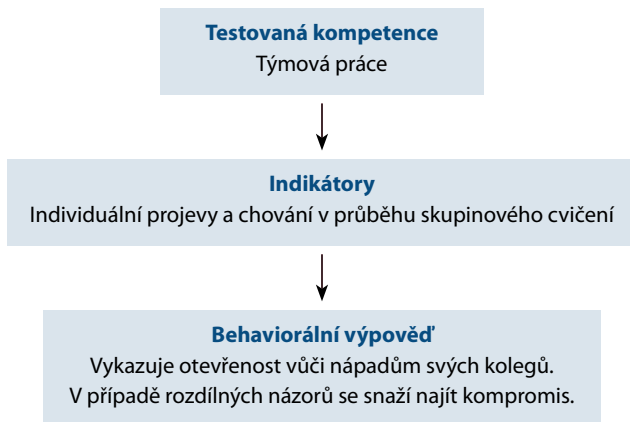 Testovaná kompetence
Týmová práce
Indikátory
Individuální projevy a chování v průběhu skupinového cvičení
Behaviorální výpověď
Vykazuje otevřenost vůči nápadům svých kolegů.
V případě rozdílných názorů se snaží najít kompromis.